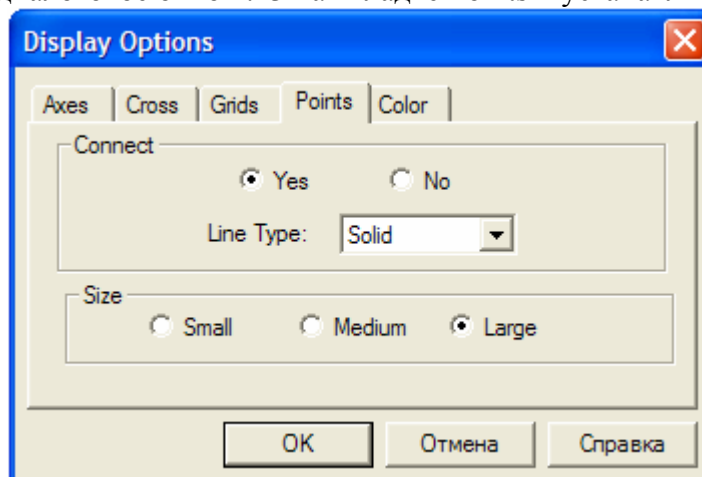 Display Options
Axes Cross Grids Points Color
Connect
Yes No
Line Type: Solid
Size
Small Medium Large
OK Отмена Справка